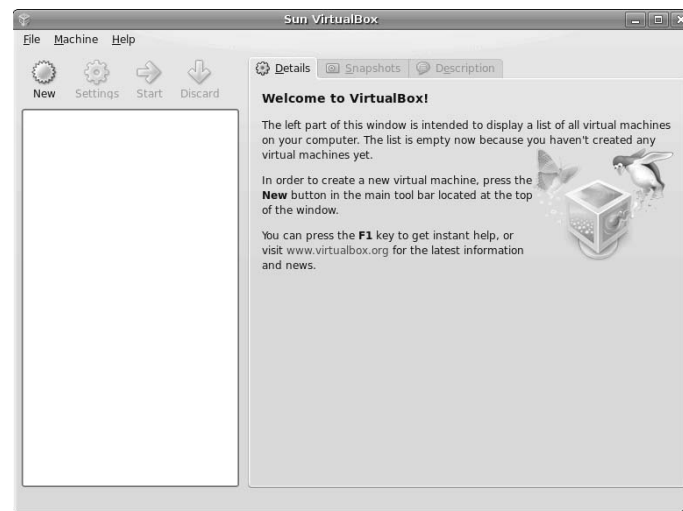 Sun VirtualBox
File Machine Help
New Settings Start Discard
Details Snapshots Description
Welcome to VirtualBox!
The left part of this window is intended to display a list of all virtual machines
on your computer. The list is empty now because you haven't created any
virtual machines yet.
In order to create a new virtual machine, press the
New button in the main tool bar located at the top
of the window.
You can press the F1 key to get instant help, or
visit www.virtualbox.org for the latest information
and news.